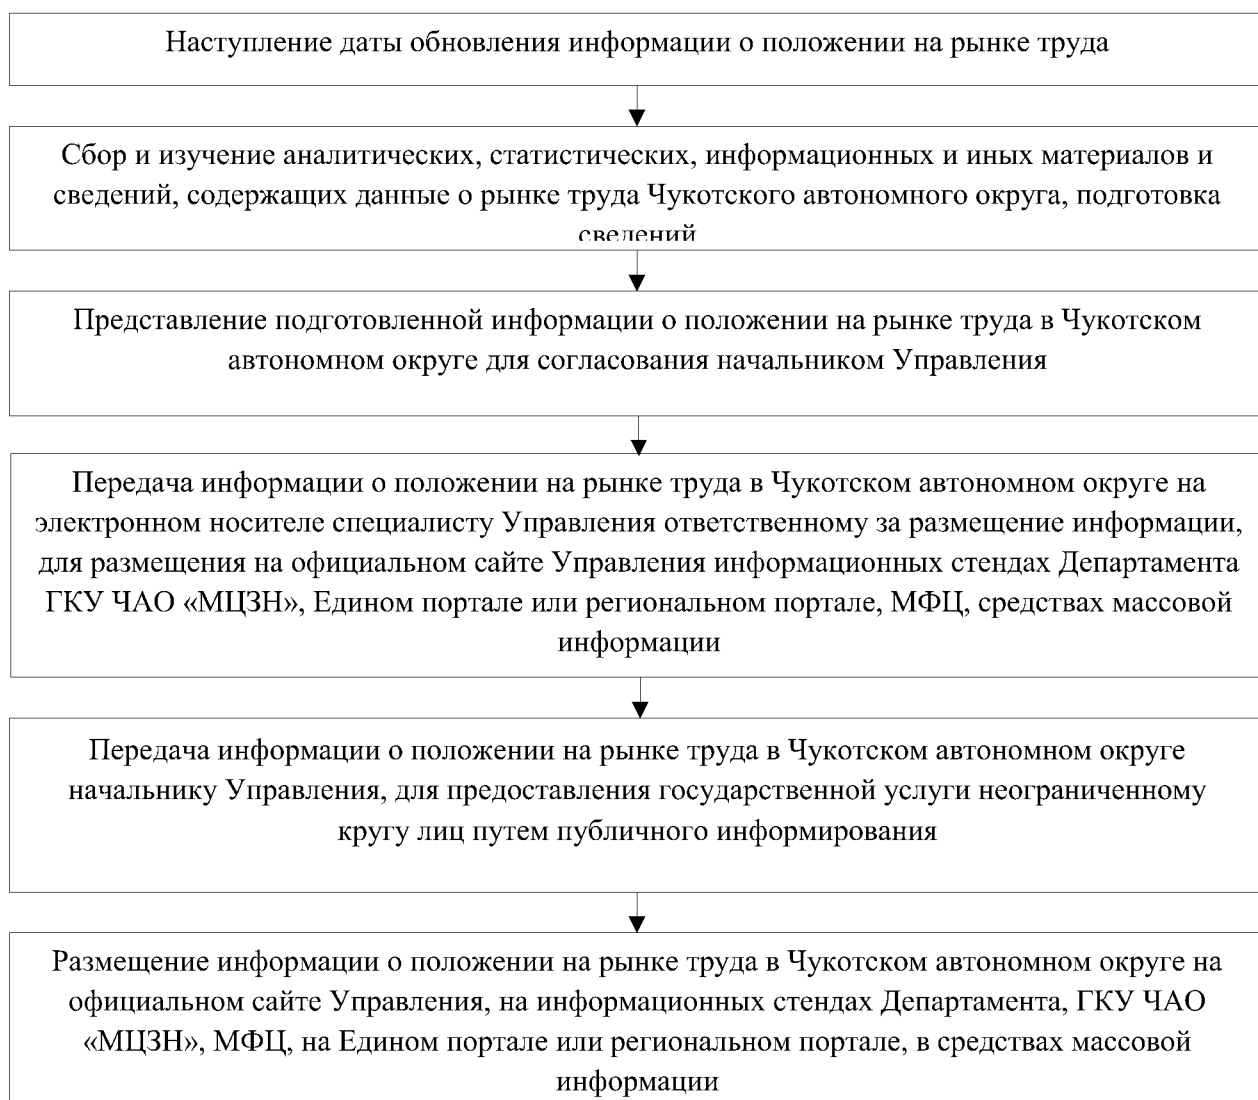 Наступление даты обновления информации о положении на рынке труда
Сбор и изучение аналитических, статистических, информационных и иных материалов и
сведений, содержащих данные о рынке труда Чукотского автономного округа, подготовка
сведений
Представление подготовленной информации о положении на рынке труда в Чукотском
автономном округе для согласования начальником Управления
Передача информации о положении на рынке труда в Чукотском автономном округе на
электронном носителе специалисту Управления ответственному за размещение информации,
для размещения на официальном сайте Управления информационных стендах Департамента
ГКУ ЧАО «МЦЗН», Едином портале или региональном портале, МФЦ, средствах массовой
информации
Передача информации о положении на рынке труда в Чукотском автономном округе
начальнику Управления, для предоставления государственной услуги неограниченному
кругу лиц путем публичного информирования
Размещение информации о положении на рынке труда в Чукотском автономном округе на
официальном сайте Управления, на информационных стендах Департамента, ГКУ ЧАО
«МЦЗН», МФЦ, на Едином портале или региональном портале, в средствах массовой
информации